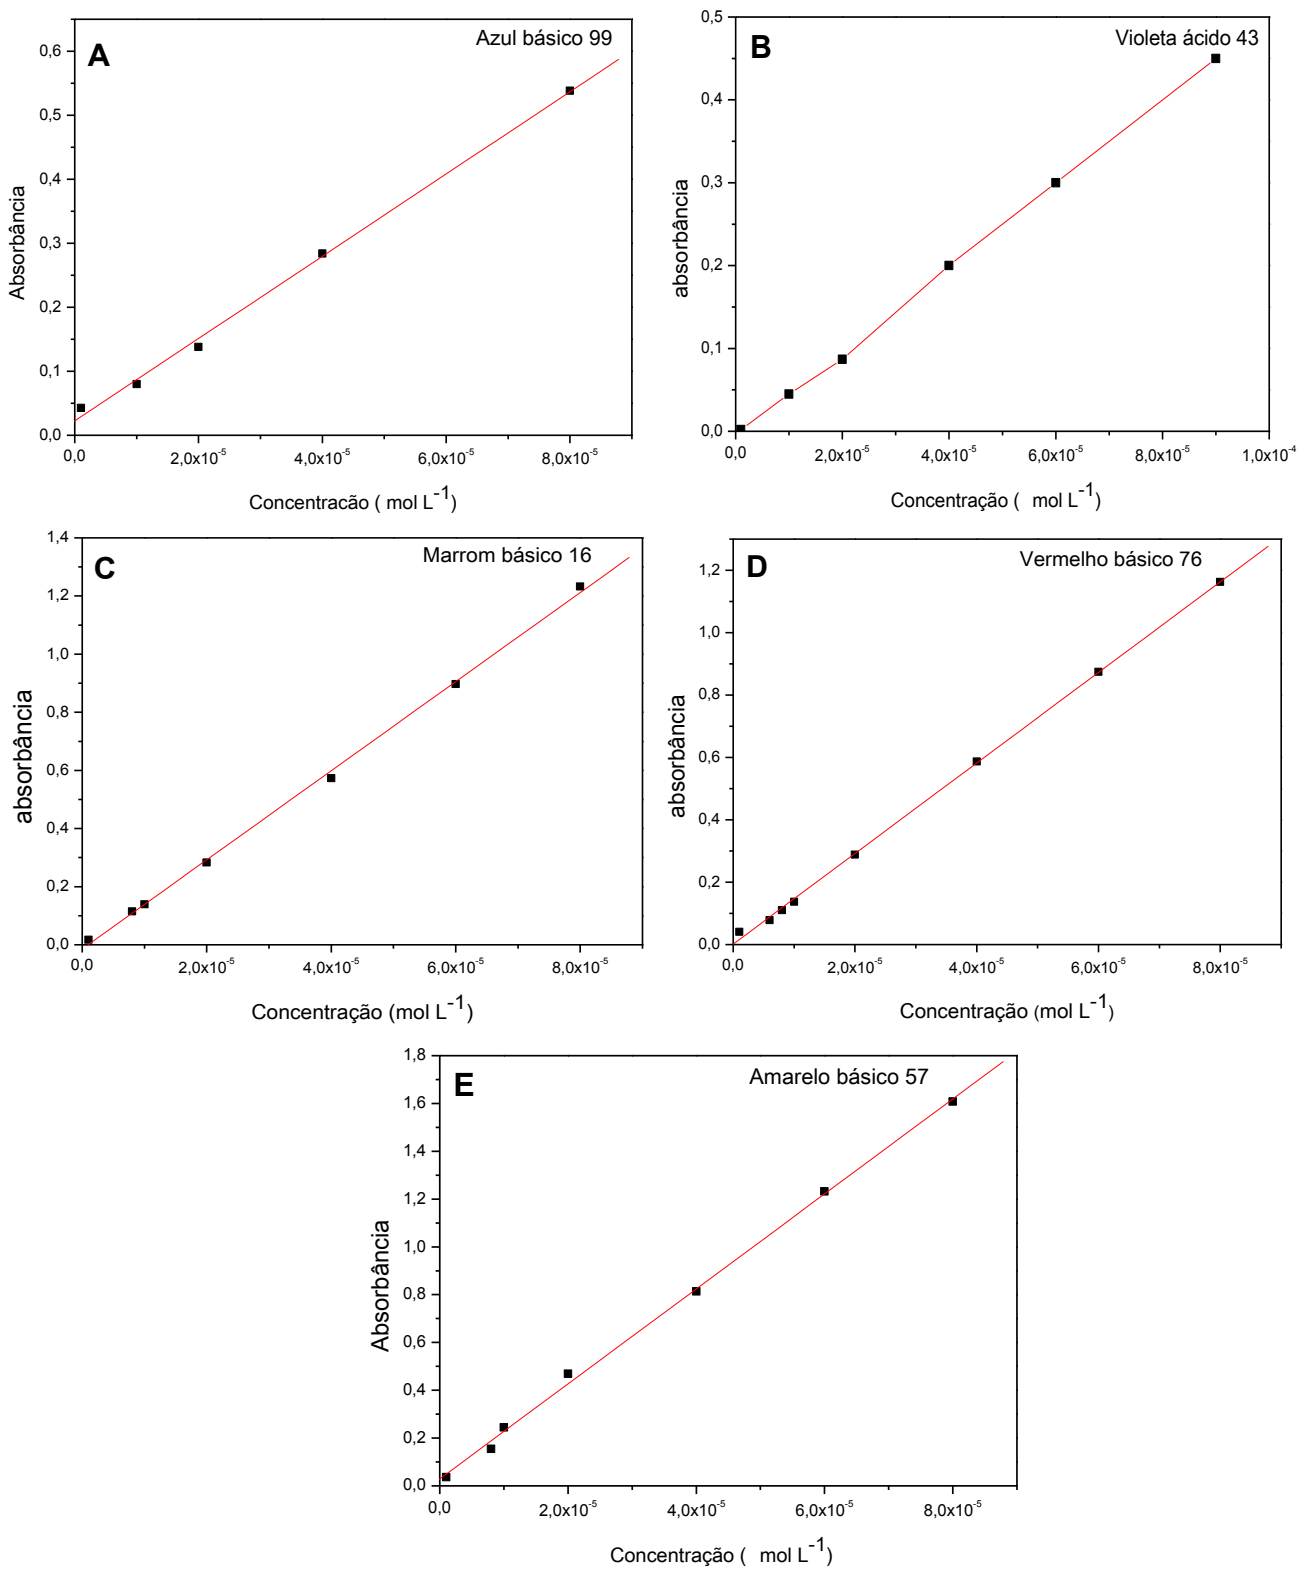 A
Azul básico 99
0,6
0,5
0,4
0,3
0,2
0,1
0,0
Absorbância
0,0 2,0x10-5 4,0x10-5 6,0x10-5 8,0x10-5
Concentracão ( mol L-1)
B
Violeta ácido 43
0,5
0,4
0,3
0,2
0,1
0,0
absorbância
0,0 2,0x10-5 4,0x10-5 6,0x10-5 8,0x10-5 1,0x10-4
Concentração ( mol L-1)
C
Marrom básico 16
1,4
1,2
1,0
0,8
0,6
0,4
0,2
0,0
absorbância
0,0 2,0x10-5 4,0x10-5 6,0x10-5 8,0x10-5
Concentração (mol L-1)
D
Vermelho básico 76
1,2
1,0
0,8
0,6
0,4
0,2
0,0
absorbância
0,0 2,0x10-5 4,0x10-5 6,0x10-5 8,0x10-5
Concentração (mol L-1)
E
Amarelo básico 57
1,8
1,6
1,4
1,2
1,0
0,8
0,6
0,4
0,2
0,0
Absorbância
0,0 2,0x10-5 4,0x10-5 6,0x10-5 8,0x10-5
Concentração ( mol L-1)